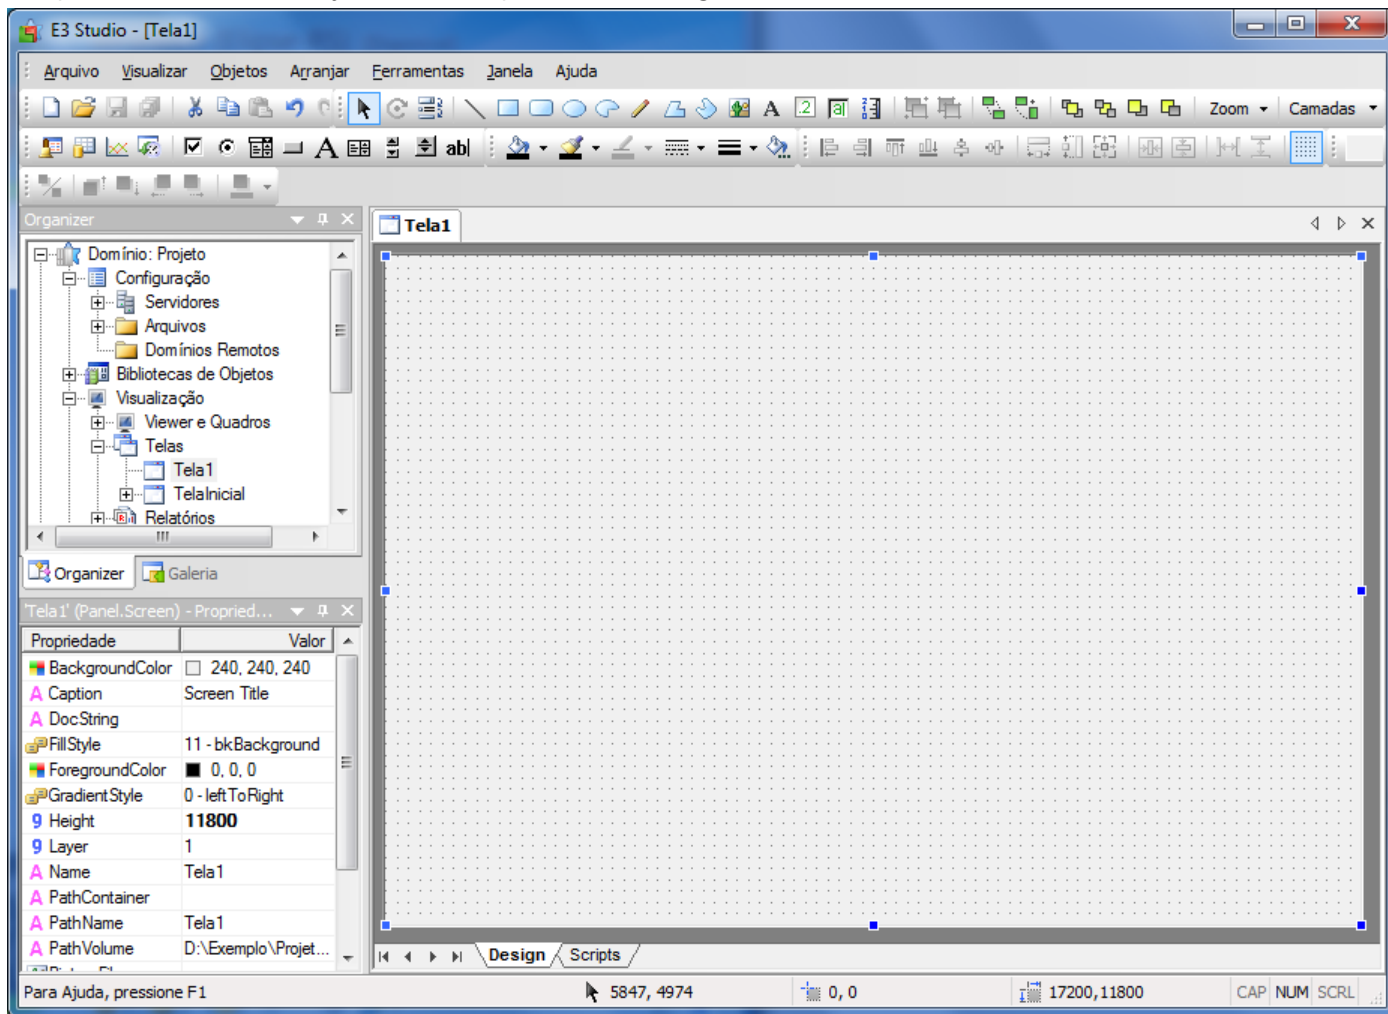 E3 Studio - [Tela1]
Arquivo Visualizar Objetos Arranjar Ferramentas Janela Ajuda
A Zoom Camadas
A ab|
Organizer
Tela1
Domínio: Projeto
Configuração
Servidores
Arquivos
Domínios Remotos
Bibliotecas de Objetos
Visualização
Viewer e Quadros
Telas
Tela1
TelaInicial
Relatórios
Organizer Galeria
'Tela1' (Panel.Screen) - Propried...
Propriedade Valor
BackgroundColor 240, 240, 240
A Caption Screen Title
A DocString
FillStyle 11 - bkBackground
ForegroundColor 0, 0, 0
GradientStyle 0 - leftToRight
9 Height 11800
9 Layer 1
A Name Tela1
A PathContainer
A PathName Tela1
A PathVolume D:\Exemplo\Projet...
Design Scripts
Para Ajuda, pressione F1 5847, 4974 0, 0 17200,11800 CAP NUM SCRL